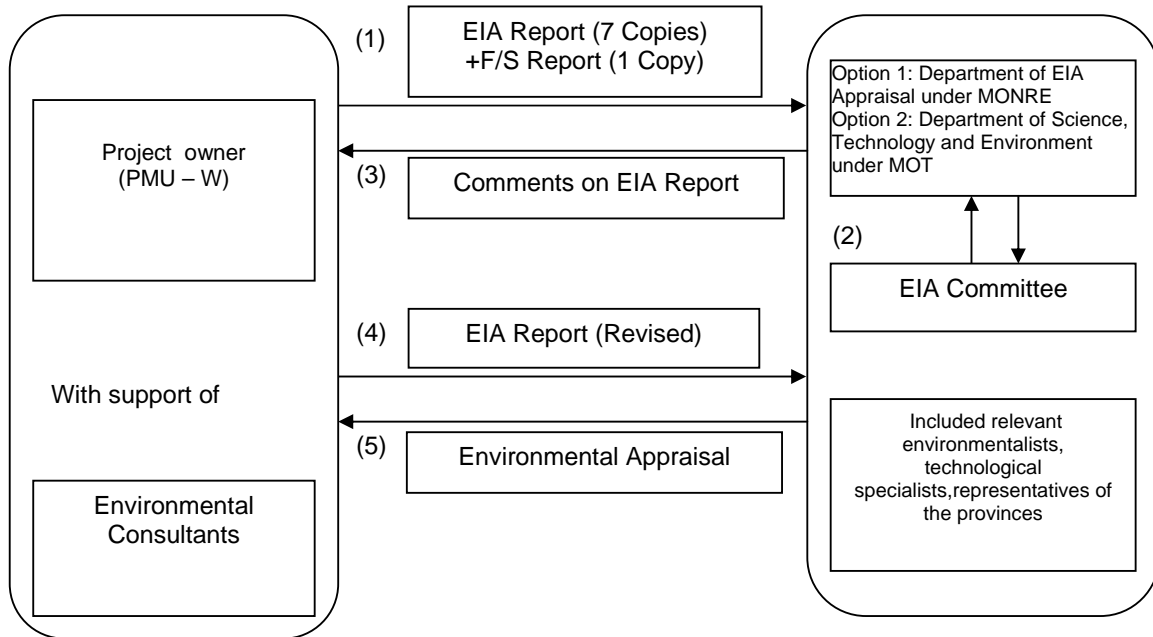 (1)
EIA Report (7 Copies)
+F/S Report (1 Copy)
Option 1: Department of EIA
Appraisal under MONRE
Option 2: Department of Science,
Technology and Environment
under MOT
Project owner
(PMU – W)
(3)
Comments on EIA Report
(2)
EIA Committee
(4)
EIA Report (Revised)
With support of
(5)
Environmental Appraisal
Included relevant
environmentalists,
technological
specialists,representatives of
the provinces
Environmental
Consultants